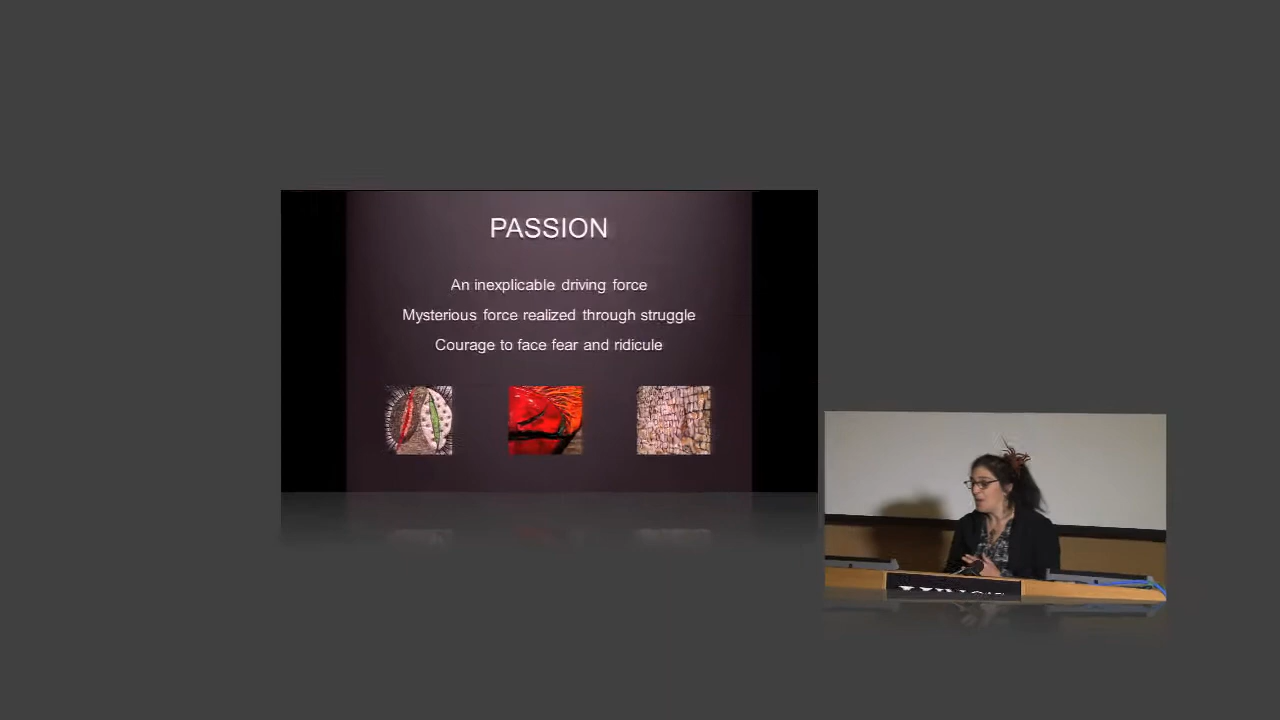 PASSION
An inexplicable driving force
Mysterious force realized through struggle
Courage to face fear and ridicule